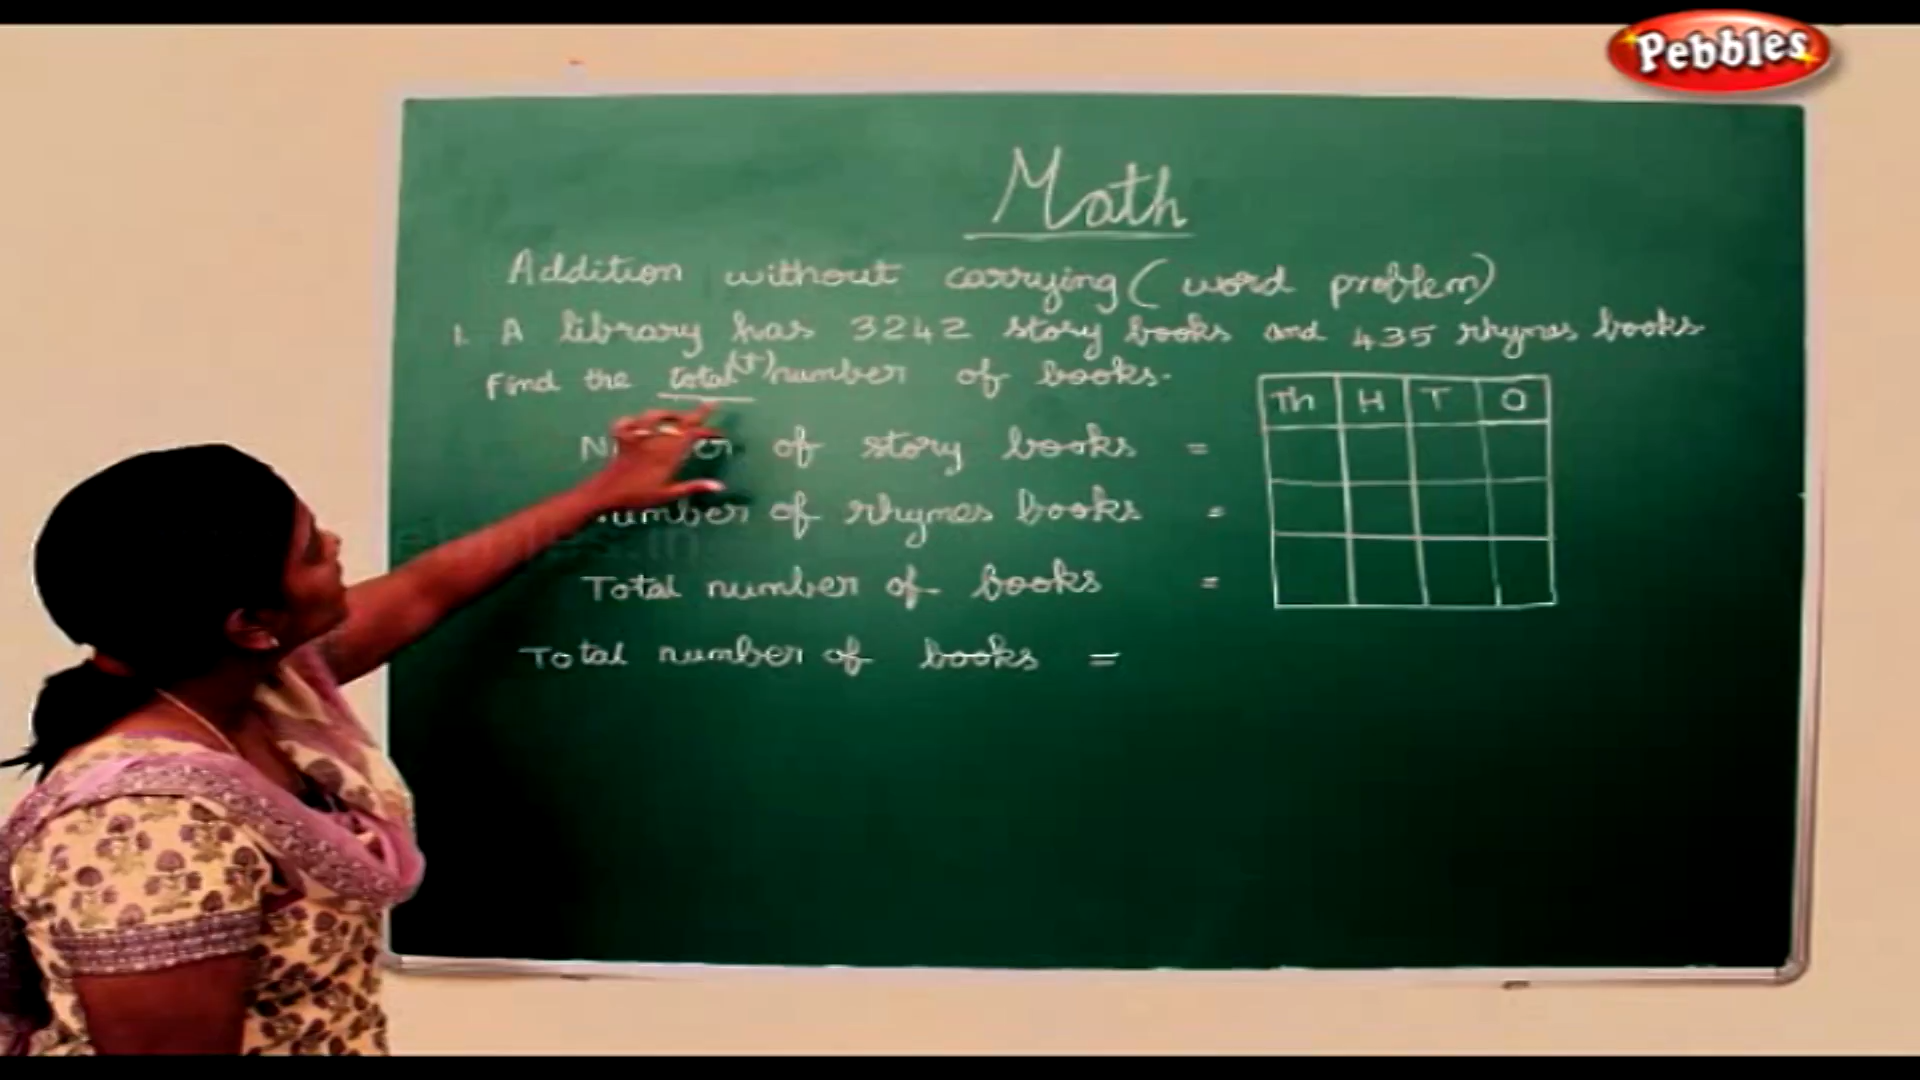 Pebbles
Math
Addition without carrying (word problem)
1. A library has 3242 story books and 435 rhymes books.
Find the total (+) number of books.
Th H T O
Number of story books =
Number of rhymes books =
Total number of books =
Total number of books =